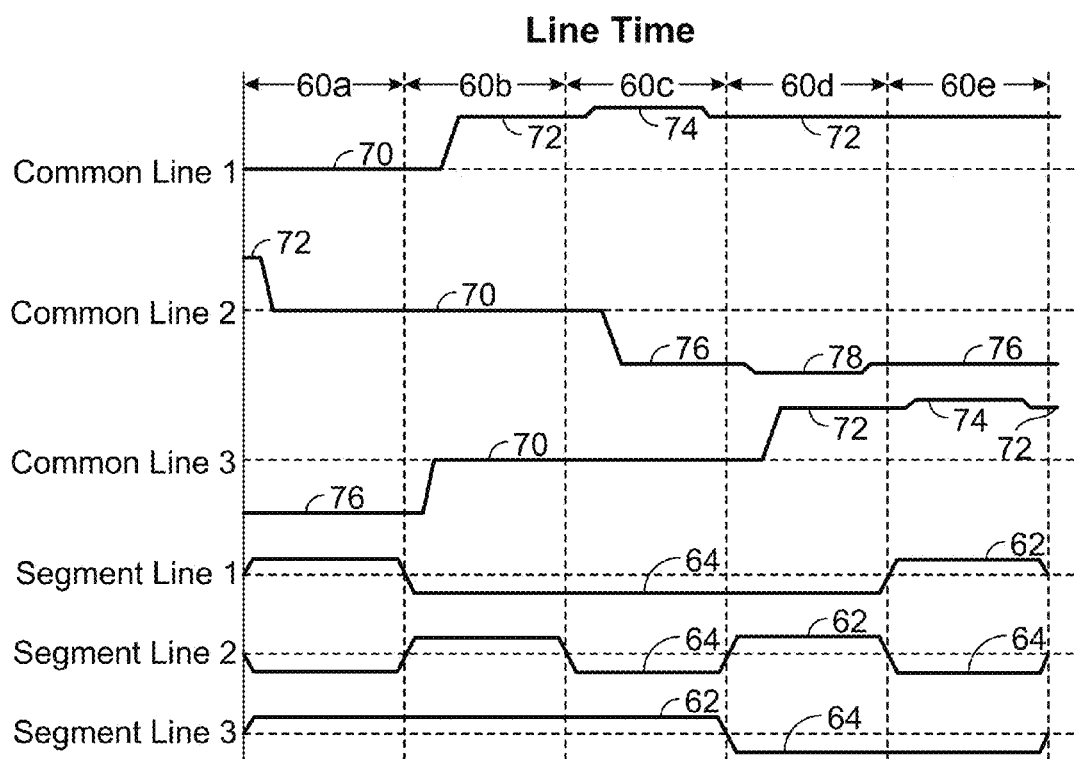 Line Time
60a 60b 60c 60d 60e
72 74 72
Common Line 1 70
72
Common Line 2 70
76 78 76
72 74 72
Common Line 3 70
76
Segment Line 1 64 62
Segment Line 2 64 62 64
Segment Line 3 62 64